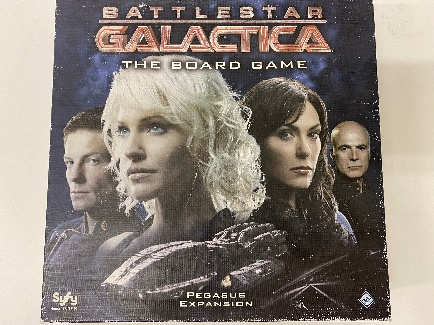 BATTLESTAR
GALACTICA
THE BOARD GAME
PEGASUS
EXPANSION
Syfy